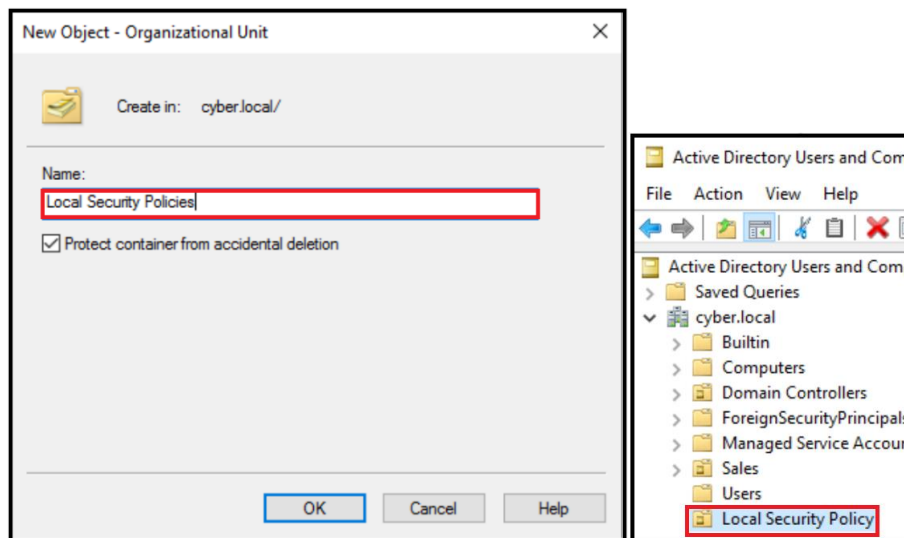 New Object - Organizational Unit
Create in: cyber.local/
Name:
Local Security Policies
Protect container from accidental deletion
OK Cancel Help
Active Directory Users and Com
File Action View Help
Active Directory Users and Com
Saved Queries
cyber.local
Builtin
Computers
Domain Controllers
ForeignSecurityPrincipals
Managed Service Accour
Sales
Users
Local Security Policy